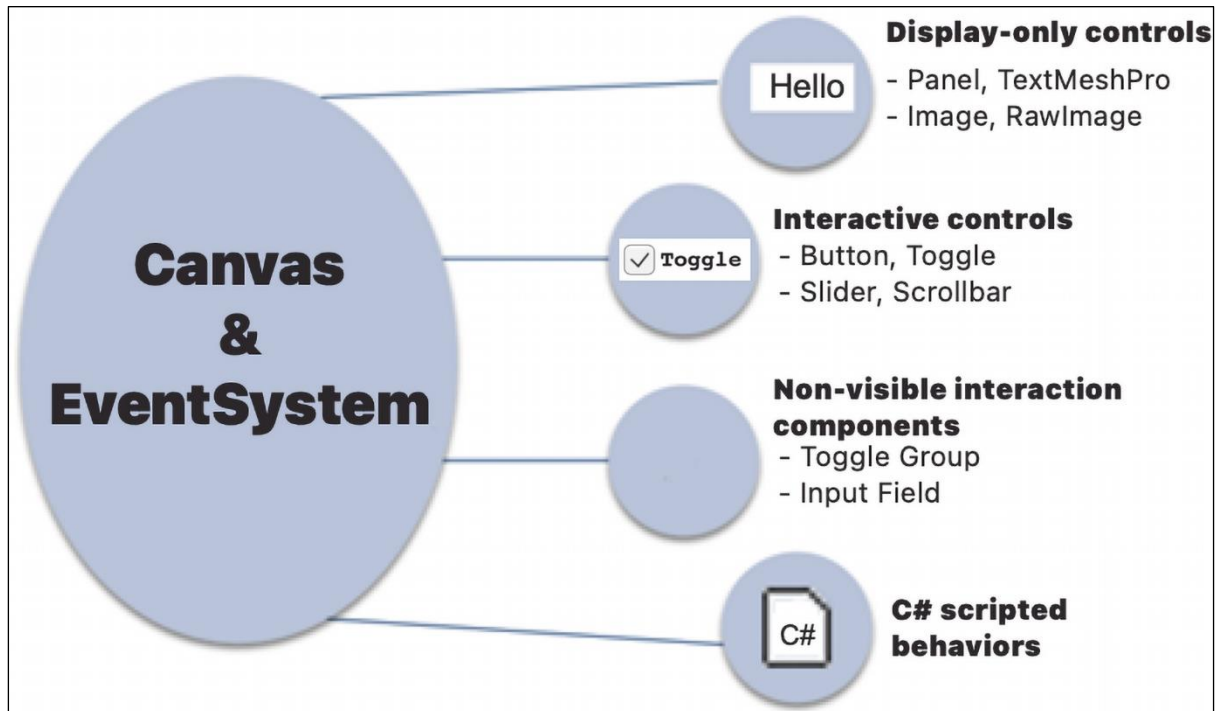 Canvas
&
EventSystem
Hello
Display-only controls
- Panel, TextMeshPro
- Image, RawImage
Toggle
Interactive controls
- Button, Toggle
- Slider, Scrollbar
Non-visible interaction
components
- Toggle Group
- Input Field
C#
C# scripted
behaviors